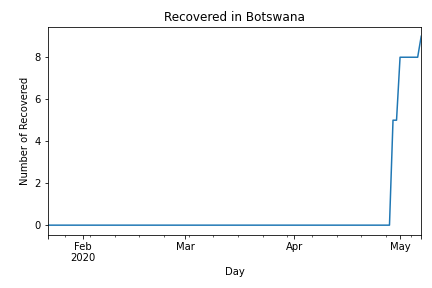 Recovered in Botswana
Number of Recovered
8
6
4
2
0
Feb
2020
Mar
Apr
May
Day